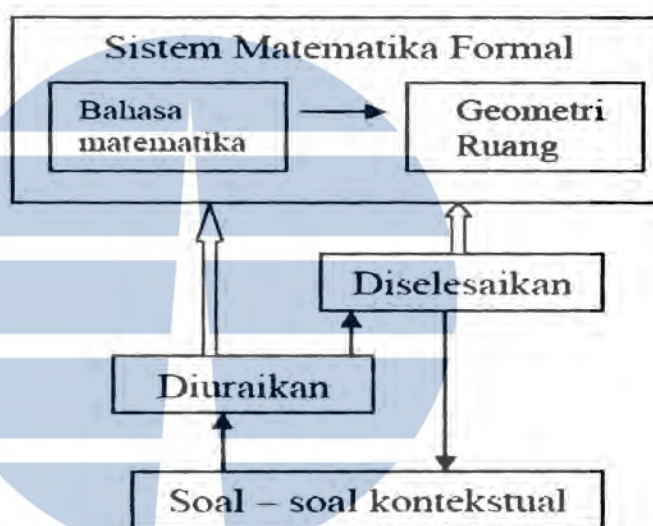 Sistem Matematika Formal
Bahasa
matematika
Geometri
Ruang
Diselesaikan
Diuraikan
Soal – soal kontekstual